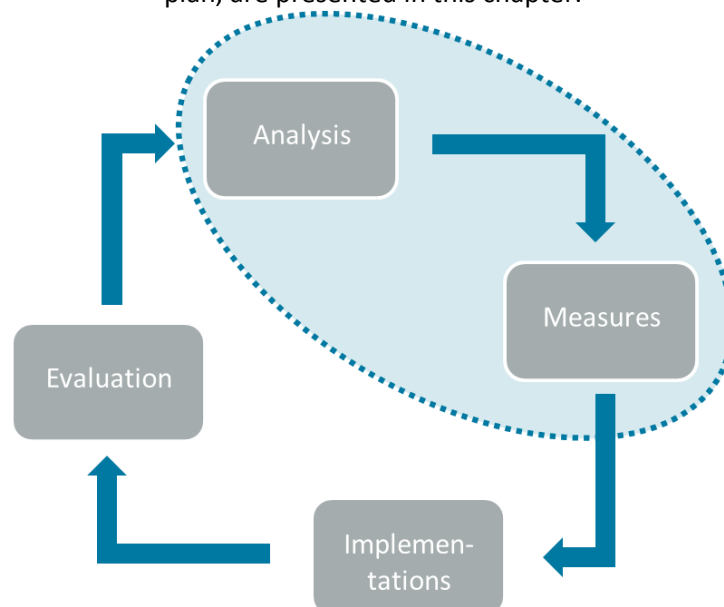 plan) are presented in this chapter.
Analysis
Measures
Evaluation
Implemen-
tations